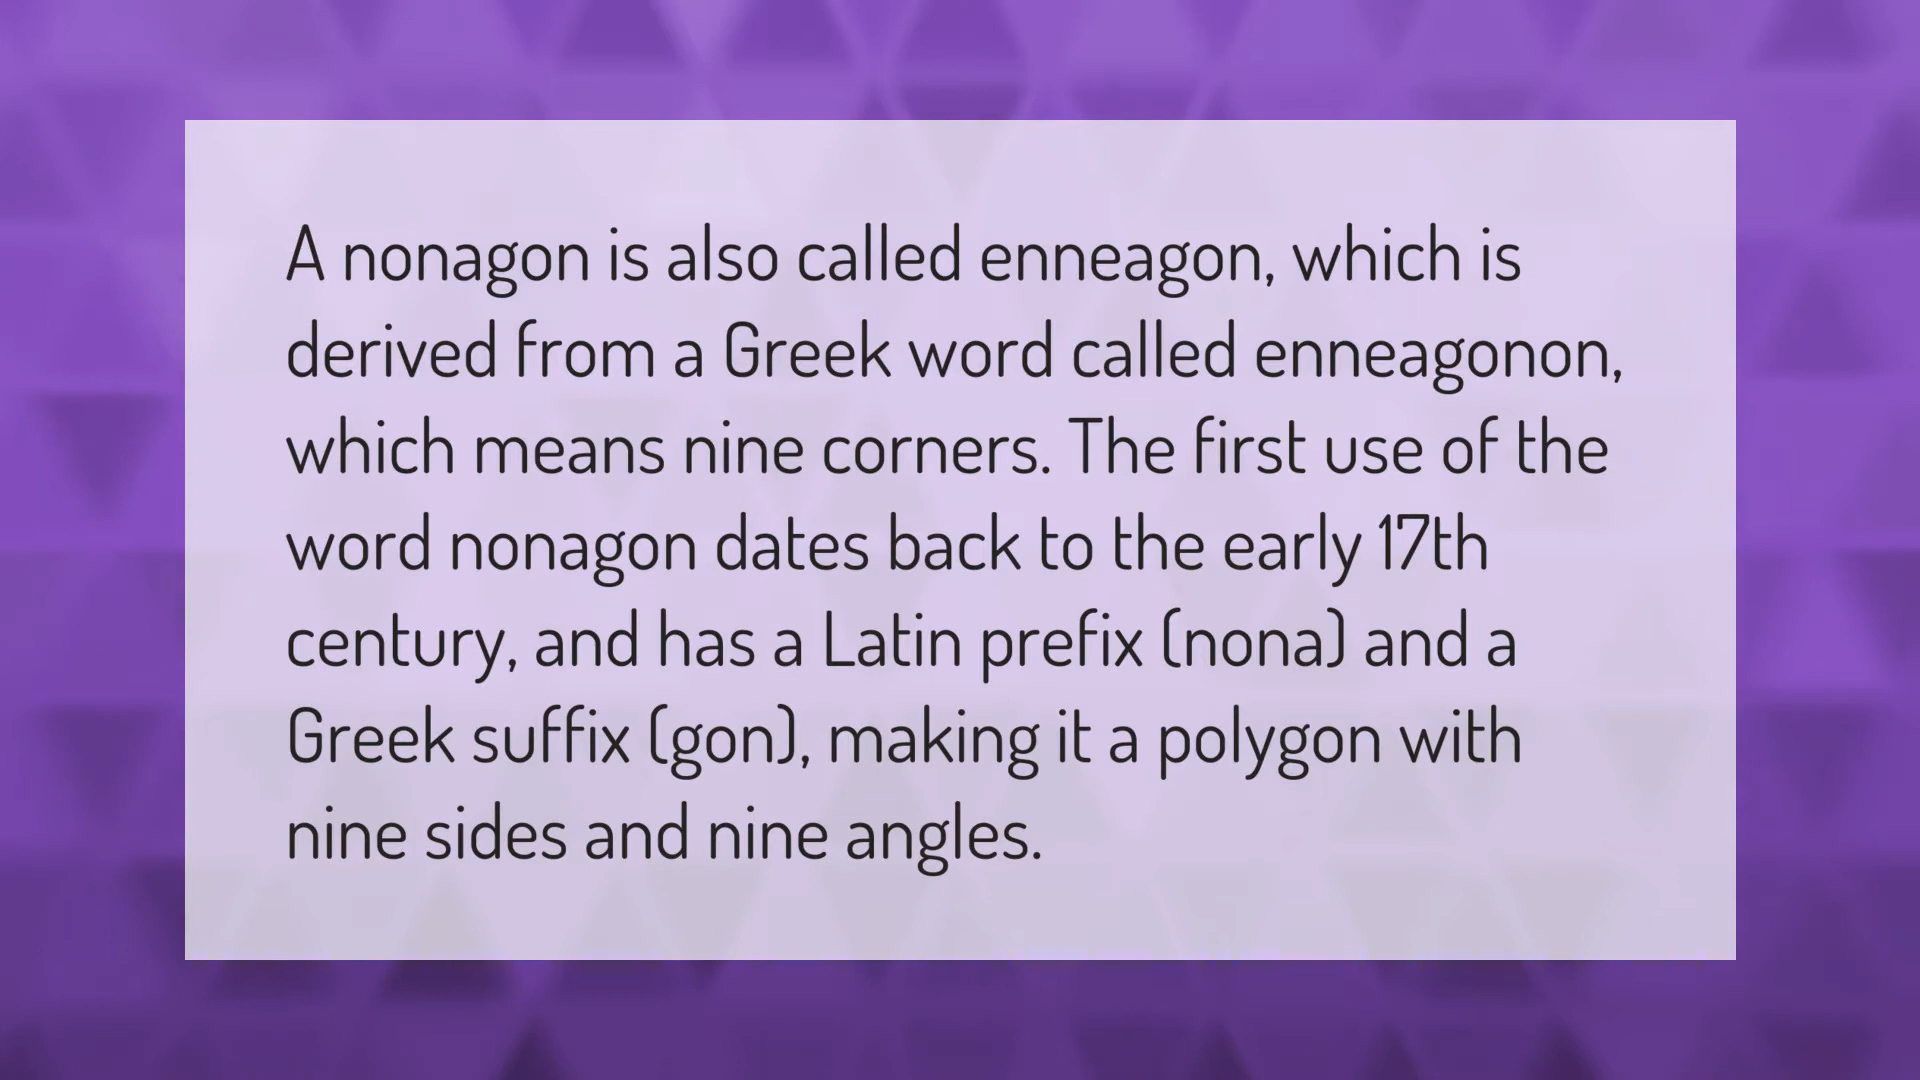 A nonagon is also called enneagon, which is
derived from a Greek word called enneagonon,
which means nine corners. The first use of the
word nonagon dates back to the early 17th
century, and has a Latin prefix (nona) and a
Greek suffix (gon), making it a polygon with
nine sides and nine angles.